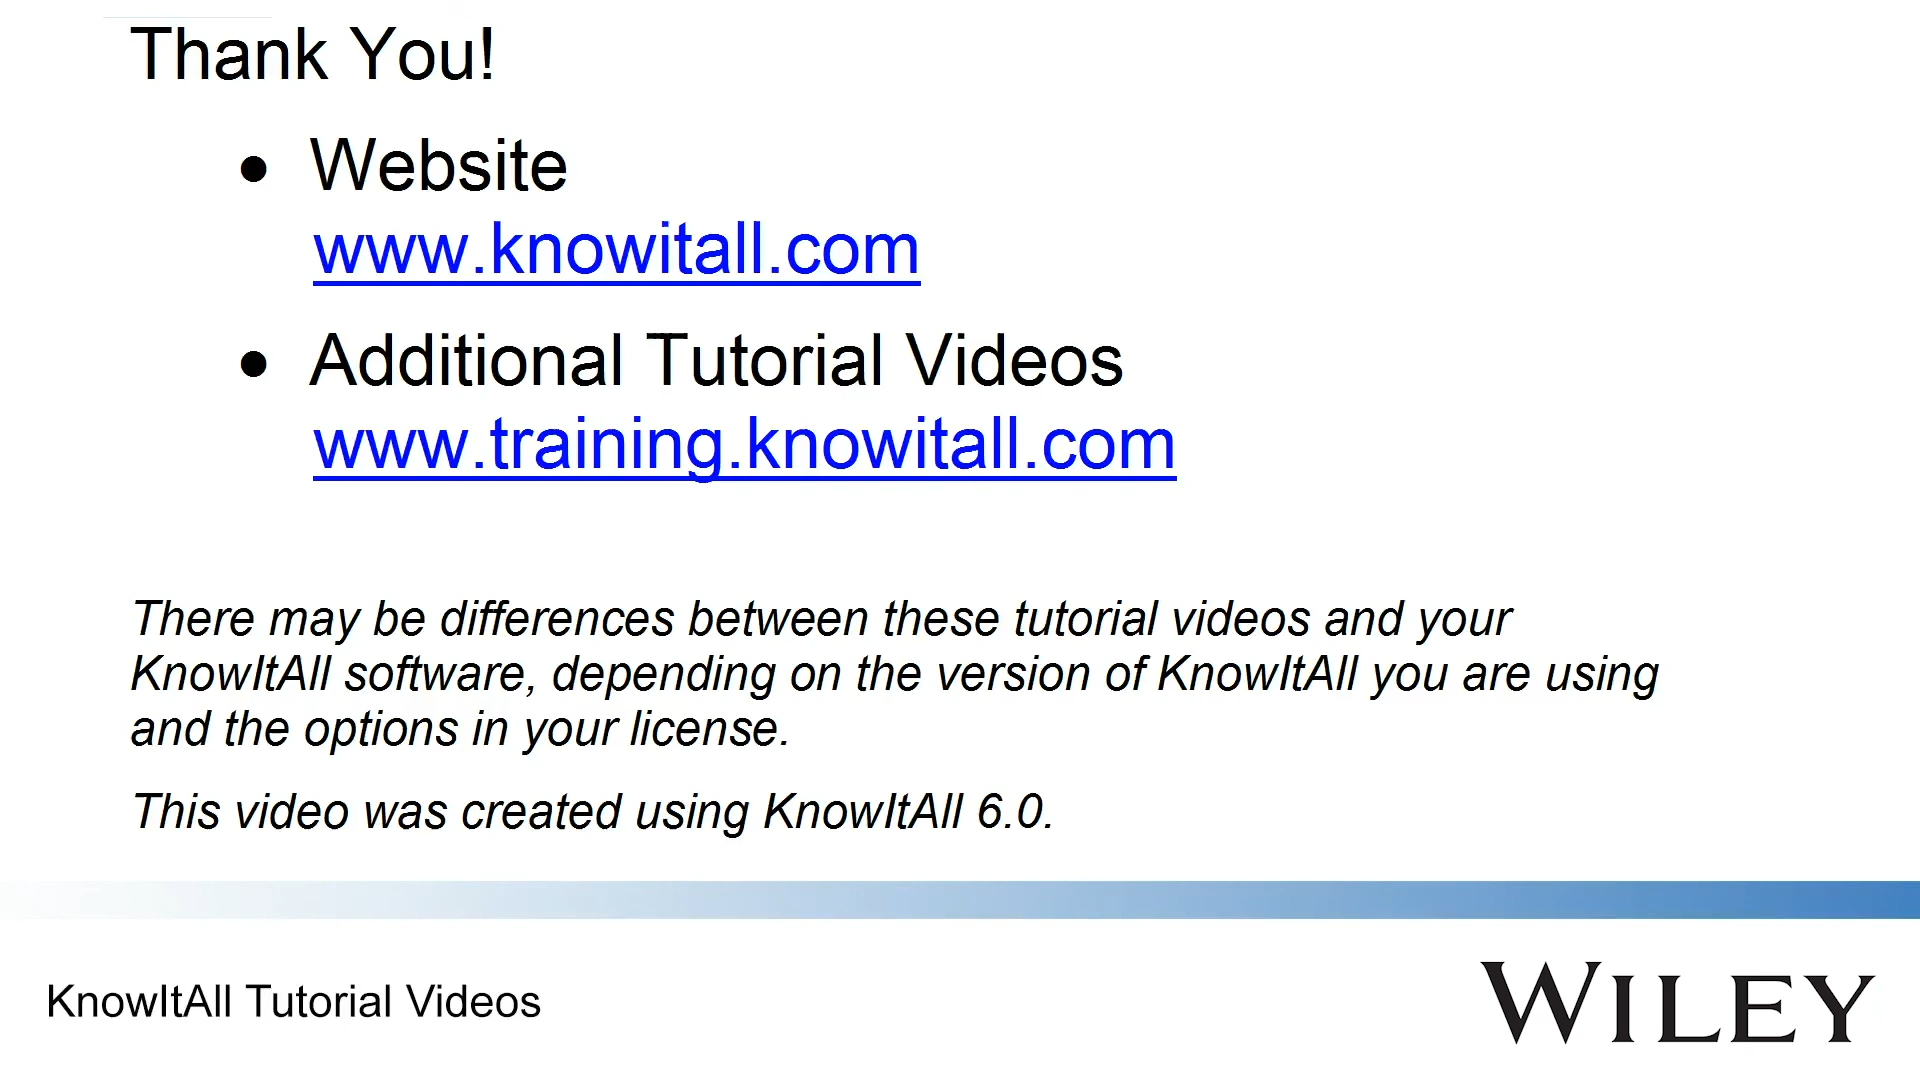 Thank You!
• Website
www.knowitall.com
• Additional Tutorial Videos
www.training.knowitall.com
There may be differences between these tutorial videos and your
KnowItAll software, depending on the version of KnowItAll you are using
and the options in your license.
This video was created using KnowItAll 6.0.
KnowItAll Tutorial Videos
WILEY